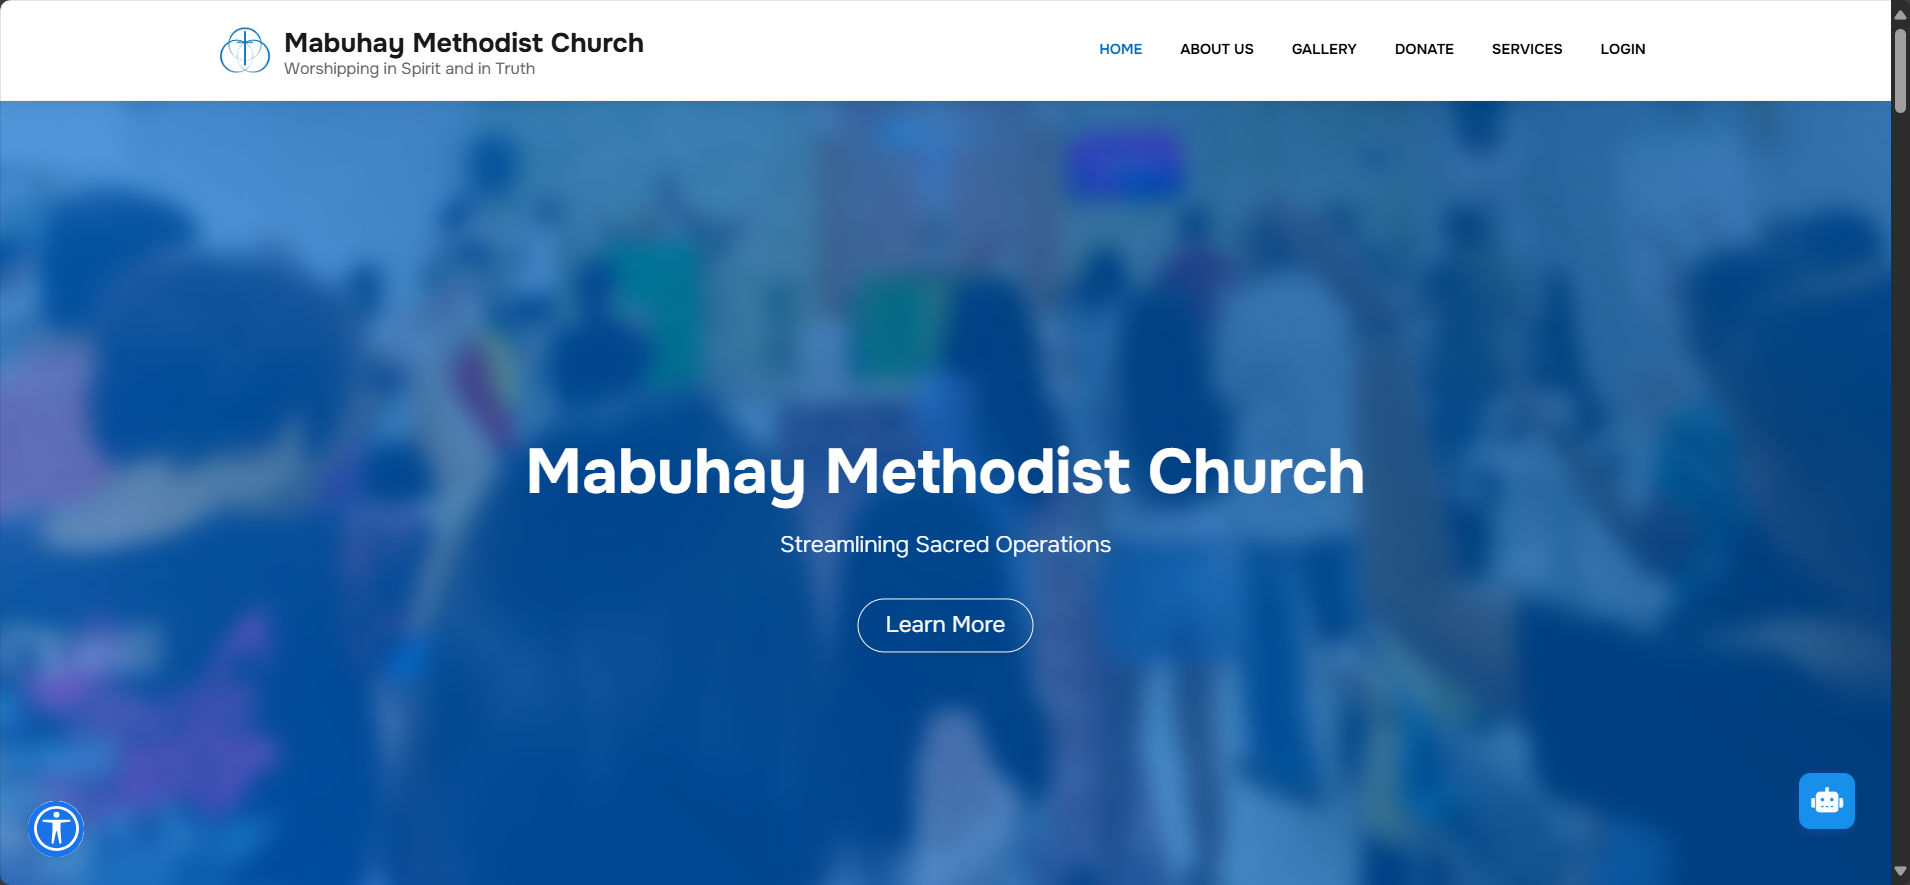 Mabuhay Methodist Church
Worshipping in Spirit and in Truth
HOME ABOUT US GALLERY DONATE SERVICES LOGIN
Mabuhay Methodist Church
Streamlining Sacred Operations
Learn More